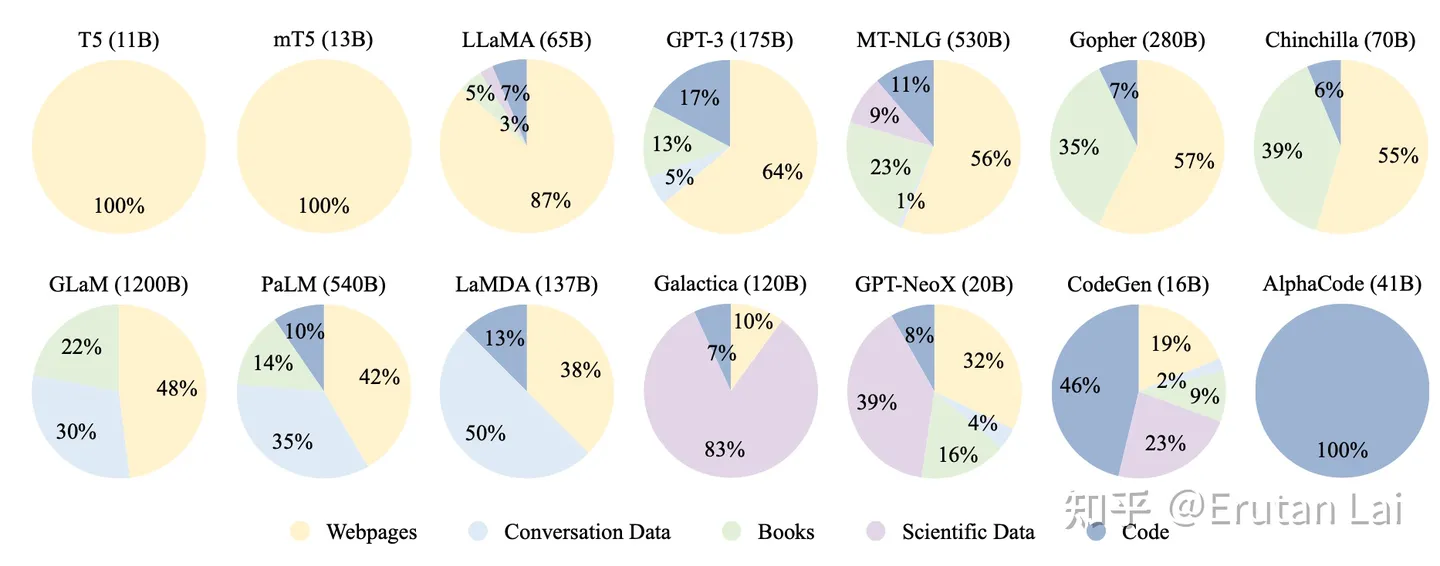 T5 (11B) mT5 (13B) LLaMA (65B) GPT-3 (175B) MT-NLG (530B) Gopher (280B) Chinchilla (70B)
100%
100%
5% 7% 3% 87%
17% 13% 5% 64%
11% 9% 23% 1% 56%
7% 35% 57%
6% 39% 55%
GLaM (1200B) PaLM (540B) LaMDA (137B) Galactica (120B) GPT-NeoX (20B) CodeGen (16B) AlphaCode (41B)
22% 30% 48%
10% 14% 35% 42%
13% 50% 38%
10% 7% 83%
8% 39% 16% 4% 32%
46% 19% 2% 9% 23%
100%
Webpages Conversation Data Books Scientific Data Code
知乎 @Erutan Lai